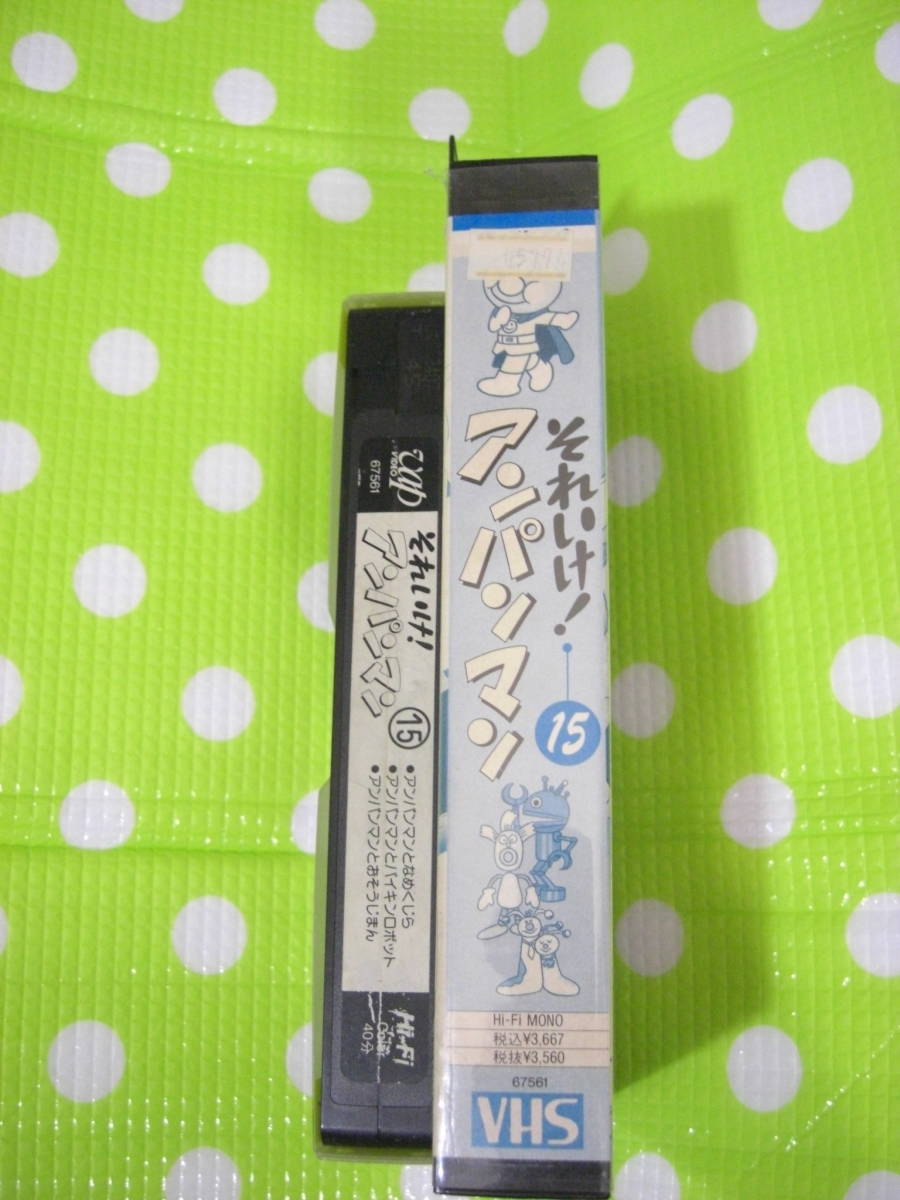 それいけ!
アンパンマン
15
Hi-Fi MONO
税込¥3,667
税抜¥3,560
67561
VHS
vap
VIDEO
67561
それいけ!
アンパンマン
15
●アンパンマンとなめくじら
●アンパンマンとバイキンロボット
●アンパンマンとおそうじまん
Hi-Fi
Color
40分